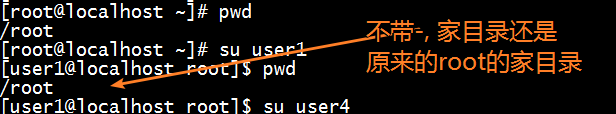 [root@localhost ~]# pwd
/root
[root@localhost ~]# su user1
[user1@localhost root]$ pwd
/root
[user1@localhost root]$ su user4
不带-, 家目录还是
原来的root的家目录